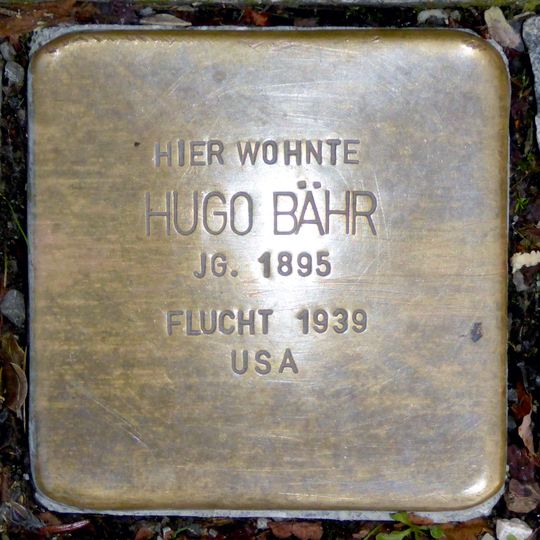 HIER WOHNTE
HUGO BÄHR
JG. 1895
FLUCHT 1939
USA